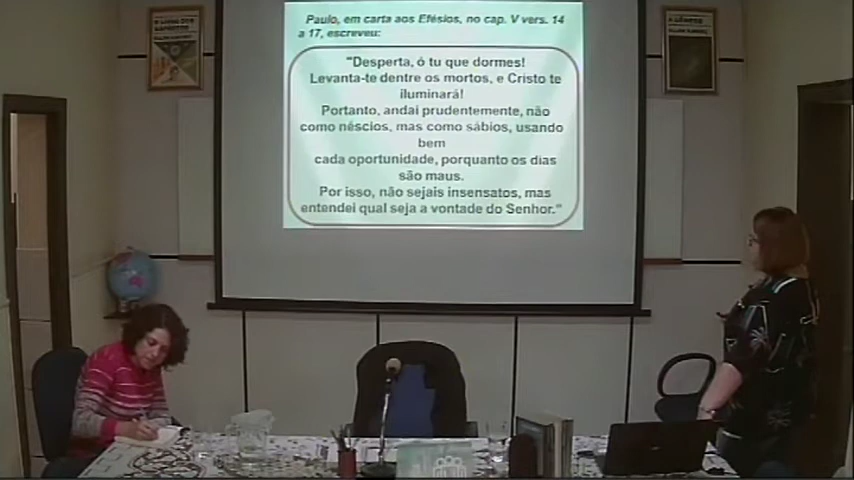 Paulo, em carta aos Efésios, no cap. V vers. 14
a 17, escreveu:
"Desperta, ó tu que dormes!
Levanta-te dentre os mortos, e Cristo te
iluminará!
Portanto, andai prudentemente, não
como néscios, mas como sábios, usando
bem
cada oportunidade, porquanto os dias
são maus.
Por isso, não sejais insensatos, mas
entendei qual seja a vontade do Senhor."